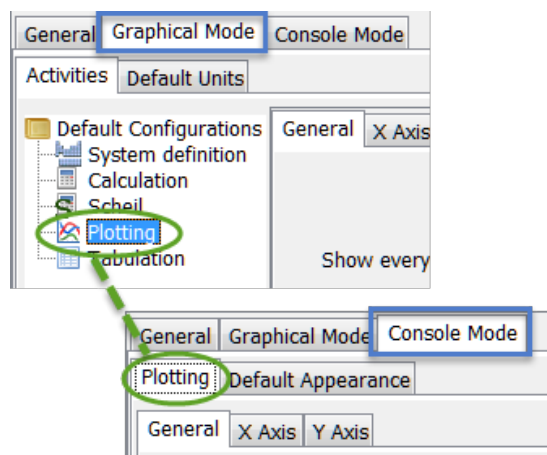 General Graphical Mode Console Mode
Activities Default Units
Default Configurations General X Axis
System definition
Calculation
Scheil
Plotting
Tabulation Show every
General Graphical Mode Console Mode
Plotting Default Appearance
General X Axis Y Axis